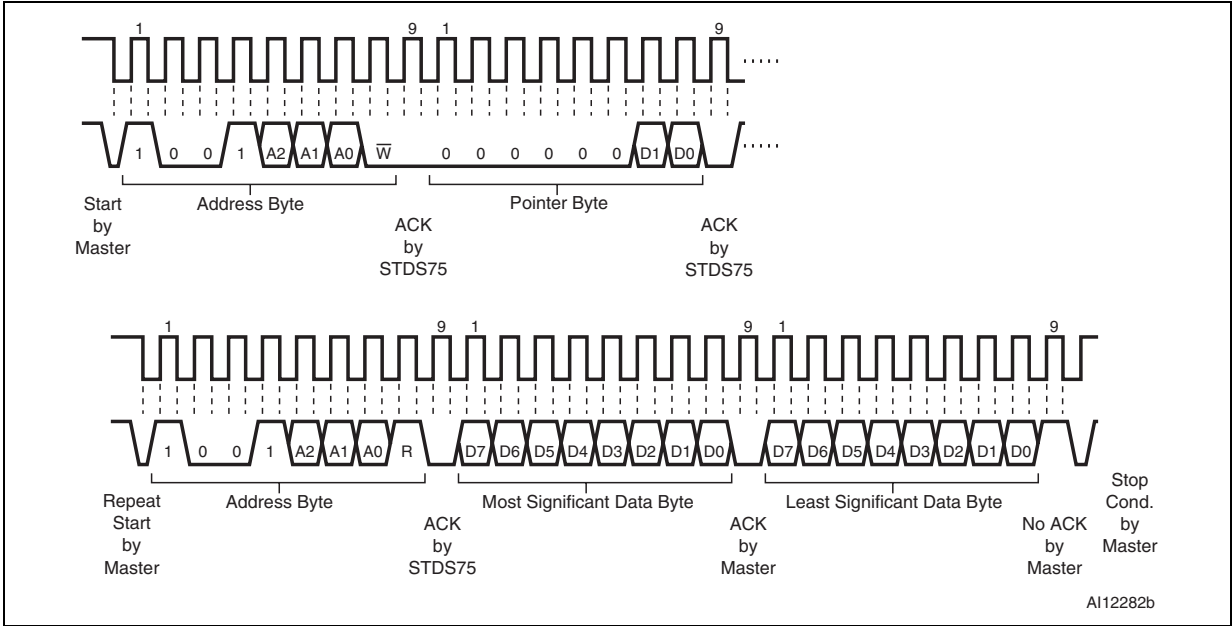 1 9 1 9
1 0 0 1 A2 A1 A0 W̅ 0 0 0 0 0 0 D1 D0
Start
by
Master
Address Byte
ACK
by
STDS75
Pointer Byte
ACK
by
STDS75
1 9 1 9 1 9
1 0 0 1 A2 A1 A0 R D7 D6 D5 D4 D3 D2 D1 D0 D7 D6 D5 D4 D3 D2 D1 D0
Repeat
Start
by
Master
Address Byte
ACK
by
STDS75
Most Significant Data Byte
ACK
by
Master
Least Significant Data Byte
No ACK
by
Master
Stop
Cond.
by
Master
AI12282b